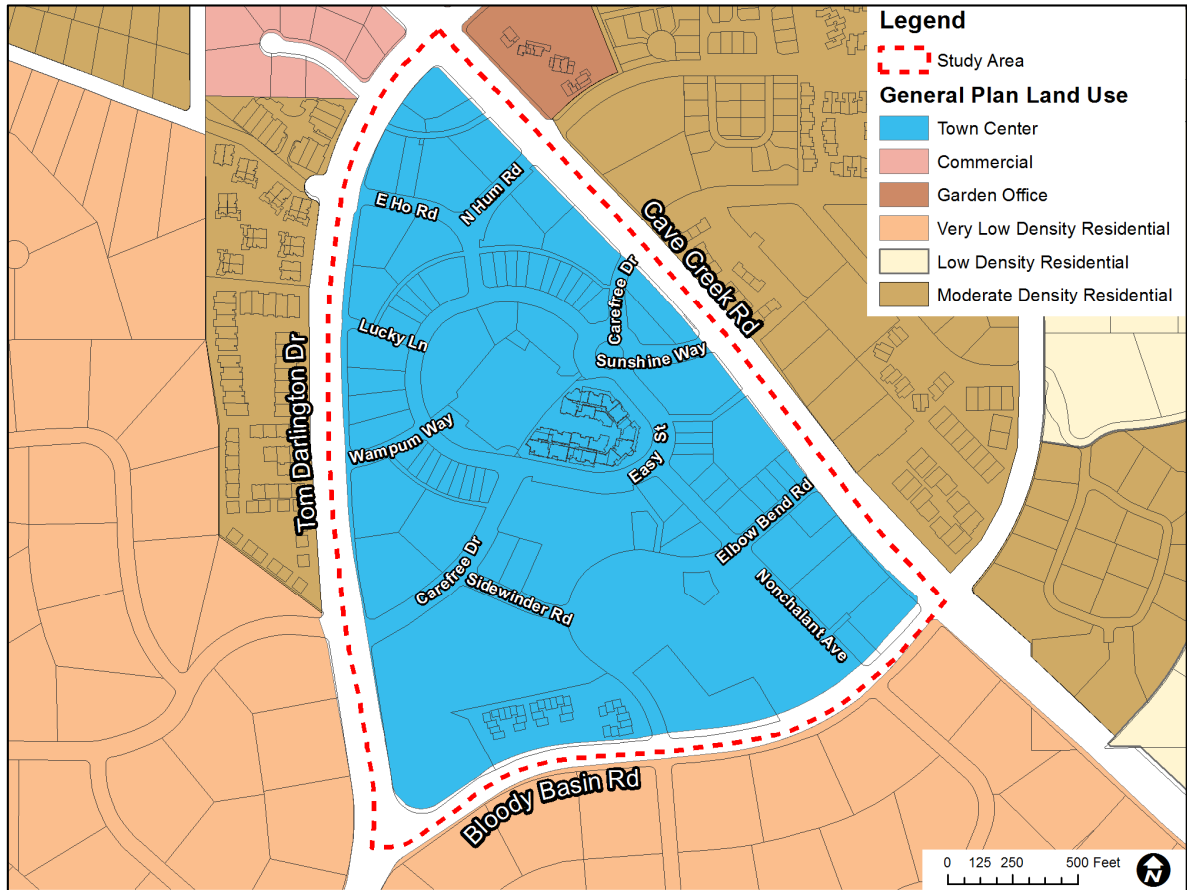 Legend
Study Area
General Plan Land Use
Town Center
Commercial
Garden Office
Very Low Density Residential
Low Density Residential
Moderate Density Residential
E Ho Rd
N Hum Rd
Cave Creek Rd
Carefree Dr
Lucky Ln
Sunshine Way
Tom Darlington Dr
Wampum Way
Easy St
Elbow Bend Rd
Carefree Dr
Sidewinder Rd
Nonchalant Ave
Bloody Basin Rd
0 125 250 500 Feet
N